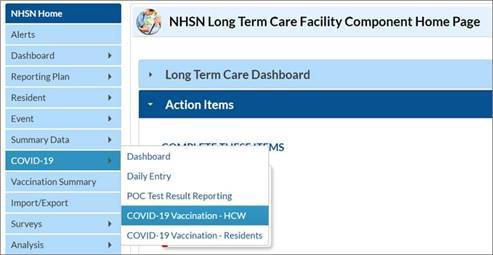 NHSN Home
Alerts
Dashboard
Reporting Plan
Resident
Event
Summary Data
COVID-19
Vaccination Summary
Import/Export
Surveys
Analysis
Dashboard
Daily Entry
POC Test Result Reporting
COVID-19 Vaccination - HCW
COVID-19 Vaccination - Residents
NHSN Long Term Care Facility Component Home Page
Long Term Care Dashboard
Action Items
COMPLETE THESE ITEMS